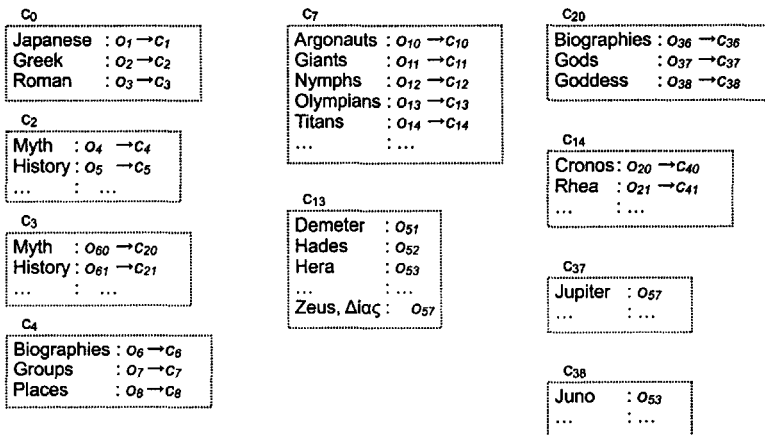 C0
Japanese : o1→c1
Greek : o2→c2
Roman : o3→c3
C2
Myth : o4 →c4
History : o5 →c5
... : ...
C3
Myth : o60 →c20
History : o61 →c21
... : ...
C4
Biographies : o6→c6
Groups : o7→c7
Places : o8→c8
C7
Argonauts : o10 →c10
Giants : o11→c11
Nymphs : o12→c12
Olympians : o13→c13
Titans : o14→c14
... : ...
C13
Demeter : o51
Hades : o52
Hera : o53
... : ...
Zeus, Δίας : o57
C20
Biographies : o36→c36
Gods : o37→c37
Goddess : o38→c38
C14
Cronos : o20→c40
Rhea : o21→c41
... : ...
C37
Jupiter : o57
... : ...
C38
Juno : o53
... : ...